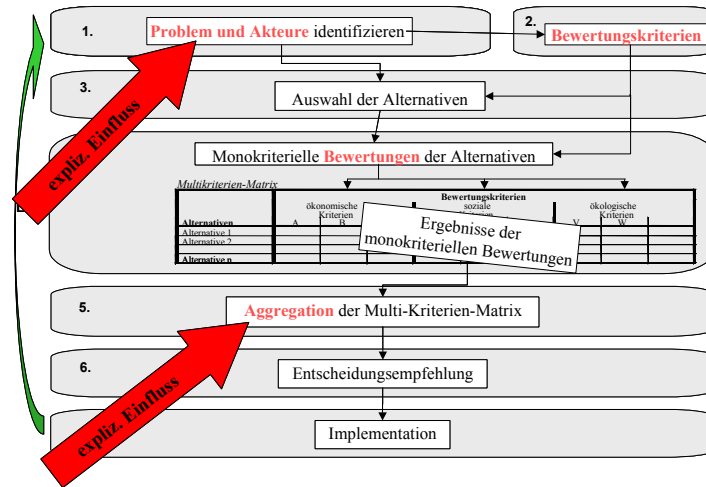 1.
Problem und Akteure identifizieren
2.
Bewertungskriterien
3.
Auswahl der Alternativen
Monokriterielle Bewertungen der Alternativen
Multikriterien-Matrix
Bewertungskriterien
ökonomische
Kriterien
soziale
ökologische
Kriterien
Alternativen
A
B
V
W
Alternative 1
Alternative 2
Alternative n
Ergebnisse der
monokriteriellen Bewertungen
5.
Aggregation der Multi-Kriterien-Matrix
6.
Entscheidungsempfehlung
Implementation
expliz. Einfluss
expliz. Einfluss